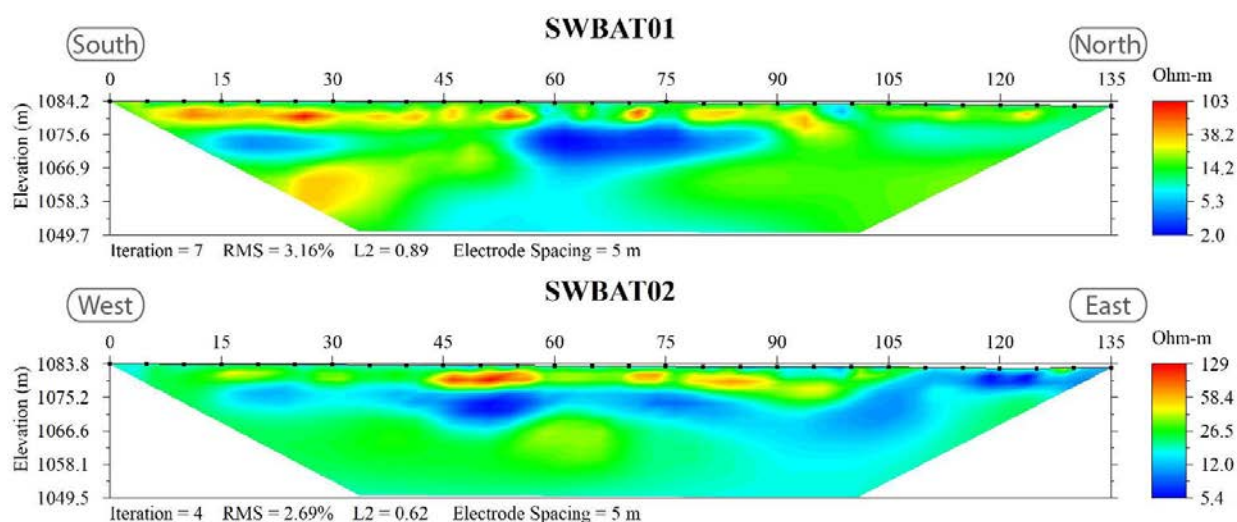 SWBAT01
South North
0 15 30 45 60 75 90 105 120 135 Ohm-m
1084.2 103
1075.6 38.2
1066.9 14.2
1058.3 5.3
1049.7 2.0
Elevation (m)
Iteration = 7 RMS = 3.16% L2 = 0.89 Electrode Spacing = 5 m
SWBAT02
West East
0 15 30 45 60 75 90 105 120 135 Ohm-m
1083.8 129
1075.2 58.4
1066.6 26.5
1058.1 12.0
1049.5 5.4
Elevation (m)
Iteration = 4 RMS = 2.69% L2 = 0.62 Electrode Spacing = 5 m